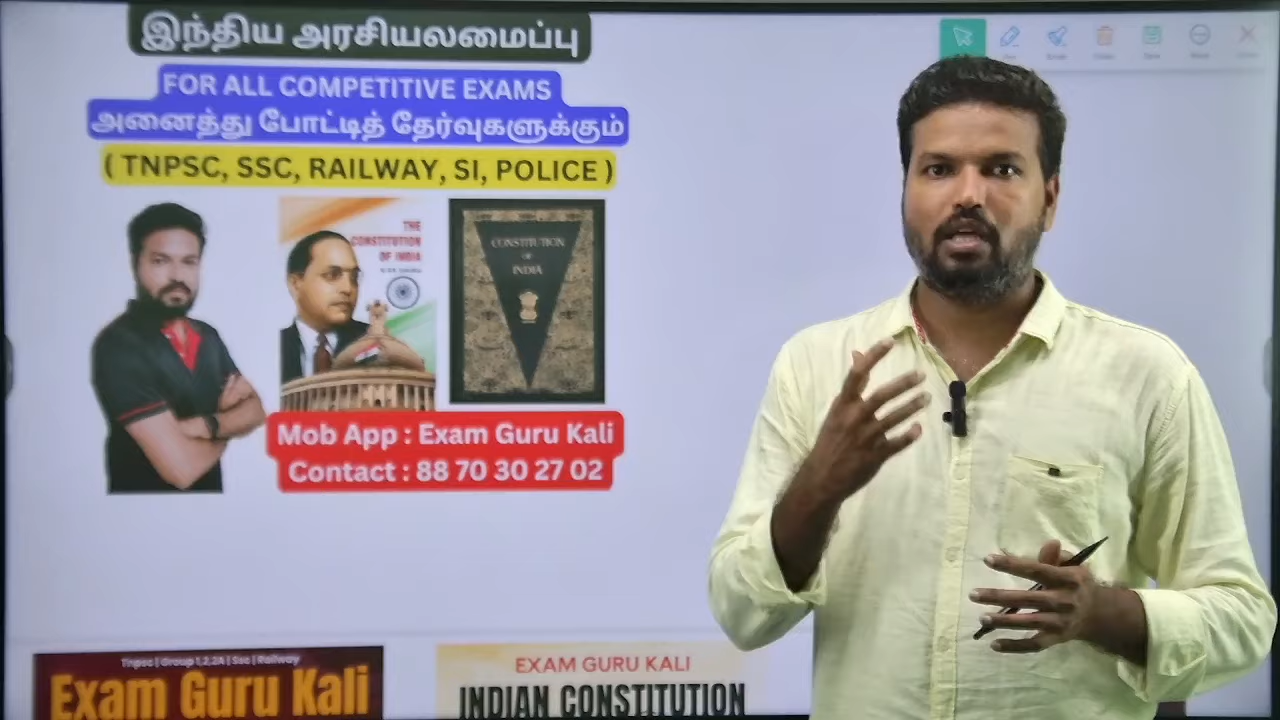 இந்திய அரசியலமைப்பு
FOR ALL COMPETITIVE EXAMS
அனைத்து போட்டித் தேர்வுகளுக்கும்
( TNPSC, SSC, RAILWAY, SI, POLICE )
THE
CONSTITUTION
OF INDIA
CONSTITUTION
OF
INDIA
Mob App : Exam Guru Kali
Contact : 88 70 30 27 02
Tnpsc | Group 1,2,2A | Ssc | Railway
Exam Guru Kali
EXAM GURU KALI
INDIAN CONSTITUTION